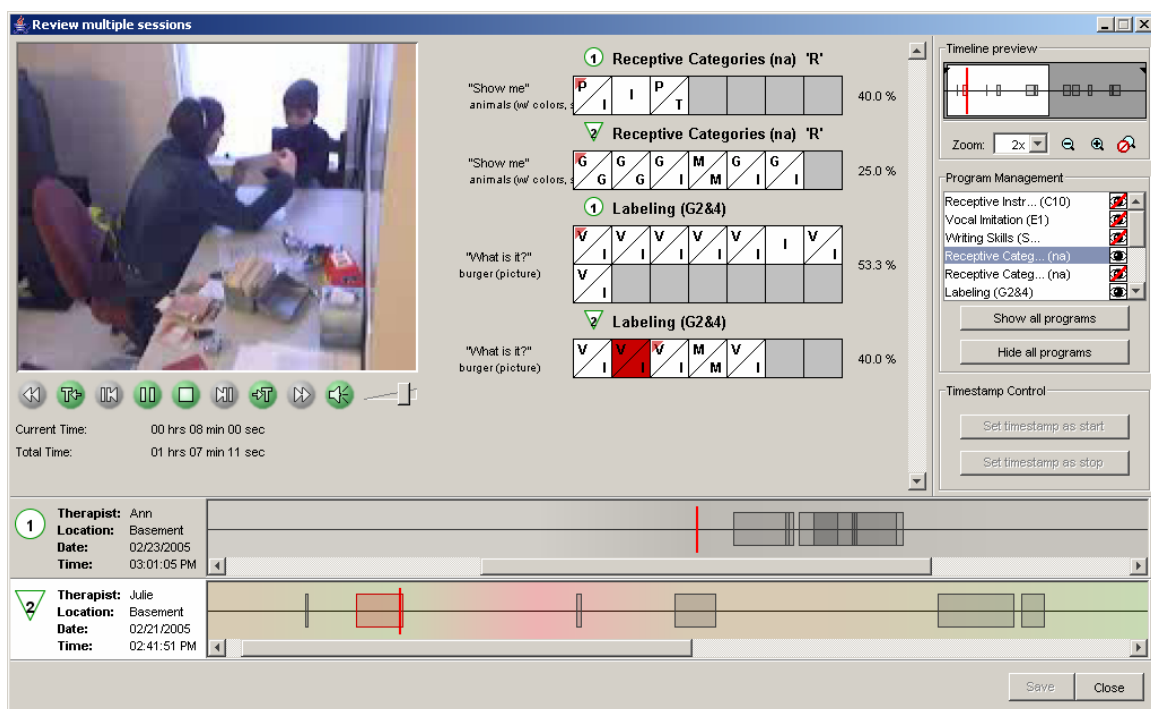 Review multiple sessions
1 Receptive Categories (na) 'R'
"Show me"
animals (w/ colors, s
P I I P T
40.0 %
2 Receptive Categories (na) 'R'
"Show me"
animals (w/ colors, s
G G G G G I M M G I G I
25.0 %
1 Labeling (G2&4)
"What is it?"
burger (picture)
V I V I V I V I I V I
V I
53.3 %
2 Labeling (G2&4)
"What is it?"
burger (picture)
V I V I V I M M V I
40.0 %
Timeline preview
Zoom: 2x
Program Management
Receptive Instr... (C10)
Vocal Imitation (E1)
Writing Skills (S...
Receptive Categ... (na)
Receptive Categ... (na)
Labeling (G2&4)
Show all programs
Hide all programs
Timestamp Control
Set timestamp as start
Set timestamp as stop
T
T
Current Time: 00 hrs 08 min 00 sec
Total Time: 01 hrs 07 min 11 sec
1
Therapist: Ann
Location: Basement
Date: 02/23/2005
Time: 03:01:05 PM
2
Therapist: Julie
Location: Basement
Date: 02/21/2005
Time: 02:41:51 PM
Save
Close